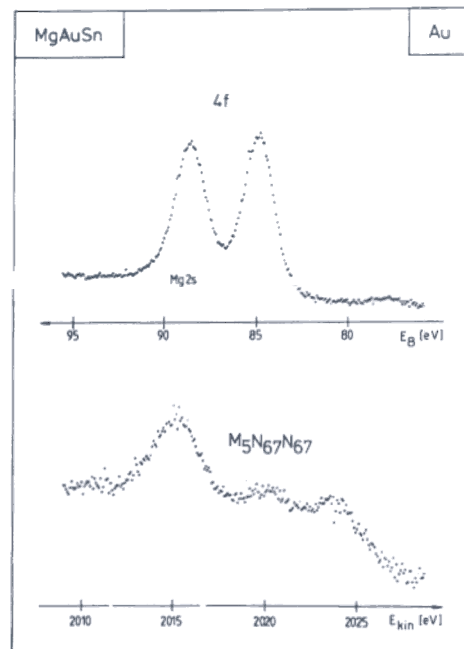 MgAuSn Au
4f
Mg2s
95 90 85 80 E_B [eV]
M₅N₆₇N₆₇
2010 2015 2020 2025 E_kin [eV]